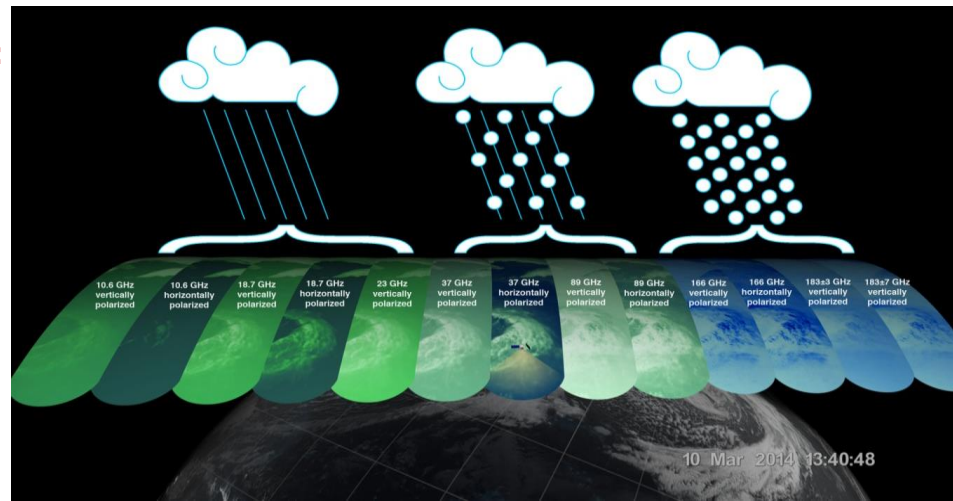 10.6 GHz
vertically
polarized
10.6 GHz
horizontally
polarized
18.7 GHz
vertically
polarized
18.7 GHz
horizontally
polarized
23 GHz
vertically
polarized
37 GHz
vertically
polarized
37 GHz
horizontally
polarized
89 GHz
vertically
polarized
89 GHz
horizontally
polarized
166 GHz
vertically
polarized
166 GHz
horizontally
polarized
183±3 GHz
vertically
polarized
183±7 GHz
vertically
polarized
10 Mar 2014 13:40:48